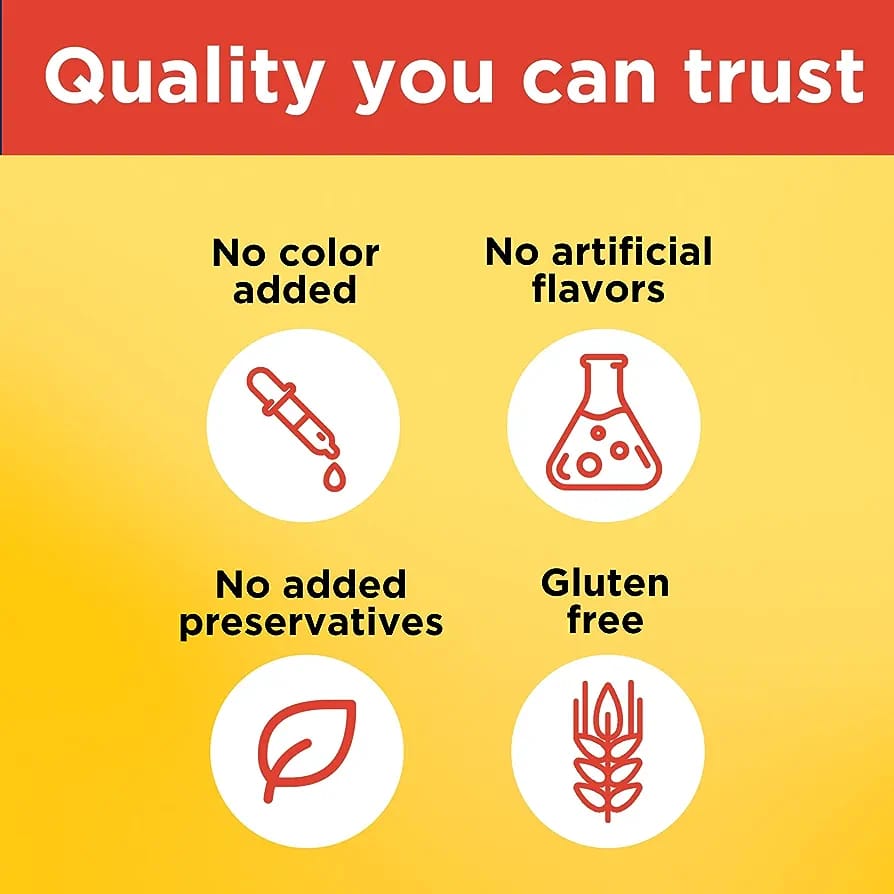 Quality you can trust
No color
added
No artificial
flavors
No added
preservatives
Gluten
free